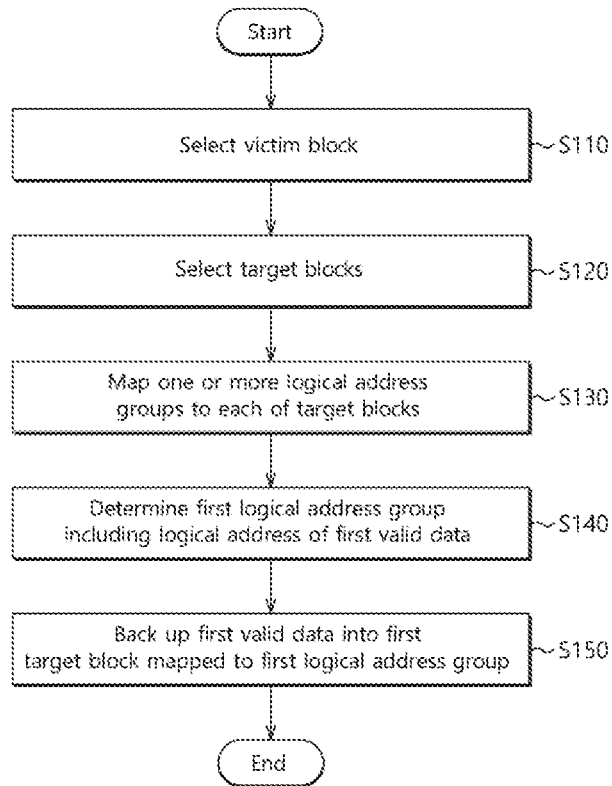 Start
Select victim block
S110
Select target blocks
S120
Map one or more logical address
groups to each of target blocks
S130
Determine first logical address group
including logical address of first valid data
S140
Back up first valid data into first
target block mapped to first logical address group
S150
End